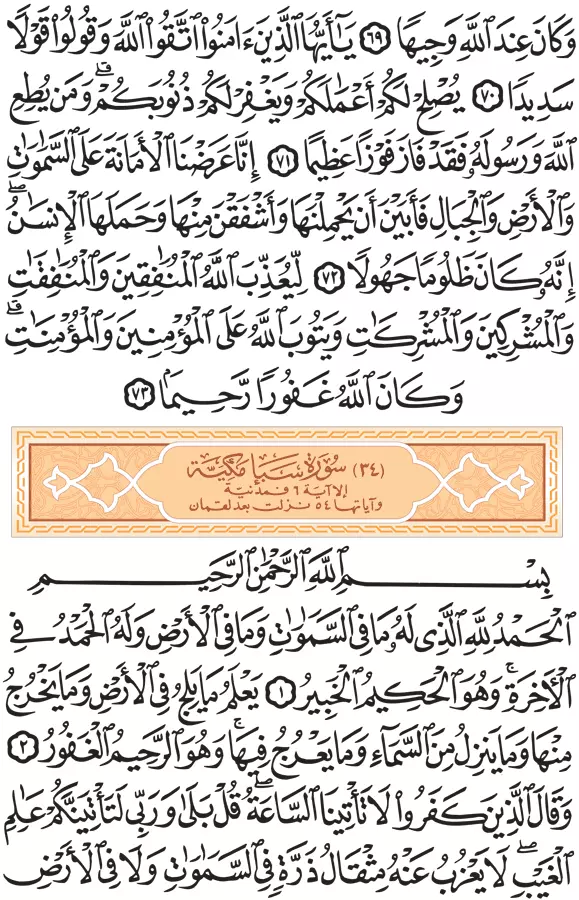 وَكَانَ عِندَ ٱللَّهِ وَجِيهًا ٦٩ يَٰٓأَيُّهَا ٱلَّذِينَ ءَامَنُوا۟ ٱتَّقُوا۟ ٱللَّهَ وَقُولُوا۟ قَوْلًا
سَدِيدًا ٧٠ يُصْلِحْ لَكُمْ أَعْمَٰلَكُمْ وَيَغْفِرْ لَكُمْ ذُنُوبَكُمْ ۗ وَمَن يُطِعِ
ٱللَّهَ وَرَسُولَهُۥ فَقَدْ فَازَ فَوْزًا عَظِيمًا ٧١ إِنَّا عَرَضْنَا ٱلْأَمَانَةَ عَلَى ٱلسَّمَٰوَٰتِ
وَٱلْأَرْضِ وَٱلْجِبَالِ فَأَبَيْنَ أَن يَحْمِلْنَهَا وَأَشْفَقْنَ مِنْهَا وَحَمَلَهَا ٱلْإِنسَٰنُ ۖ
إِنَّهُۥ كَانَ ظَلُومًا جَهُولًا ٧٢ لِّيُعَذِّبَ ٱللَّهُ ٱلْمُنَٰفِقِينَ وَٱلْمُنَٰفِقَٰتِ
وَٱلْمُشْرِكِينَ وَٱلْمُشْرِكَٰتِ وَيَتُوبَ ٱللَّهُ عَلَى ٱلْمُؤْمِنِينَ وَٱلْمُؤْمِنَٰتِ ۗ
وَكَانَ ٱللَّهُ غَفُورًا رَّحِيمًۢا ٧٣
(٣٤) سُورَة سَبَأ مَكِّيَّة
إلا آية ٦ فمدنية
وآياتها ٥٤ نزلت بعد لقمان
بِسْمِ ٱللَّهِ ٱلرَّحْمَٰنِ ٱلرَّحِيمِ
ٱلْحَمْدُ لِلَّهِ ٱلَّذِى لَهُۥ مَا فِى ٱلسَّمَٰوَٰتِ وَمَا فِى ٱلْأَرْضِ وَلَهُ ٱلْحَمْدُ فِى
ٱلْءَاخِرَةِ ۚ وَهُوَ ٱلْحَكِيمُ ٱلْخَبِيرُ ١ يَعْلَمُ مَا يَلِجُ فِى ٱلْأَرْضِ وَمَا يَخْرُجُ
مِنْهَا وَمَا يَنزِلُ مِنَ ٱلسَّمَآءِ وَمَا يَعْرُجُ فِيهَا ۚ وَهُوَ ٱلرَّحِيمُ ٱلْغَفُورُ ٢
وَقَالَ ٱلَّذِينَ كَفَرُوا۟ لَا تَأْتِينَا ٱلسَّاعَةُ ۖ قُلْ بَلَىٰ وَرَبِّى لَتَأْتِيَنَّكُمْ عَٰلِمِ
ٱلْغَيْبِ ۖ لَا يَعْزُبُ عَنْهُ مِثْقَالُ ذَرَّةٍ فِى ٱلسَّمَٰوَٰتِ وَلَا فِى ٱلْأَرْضِ